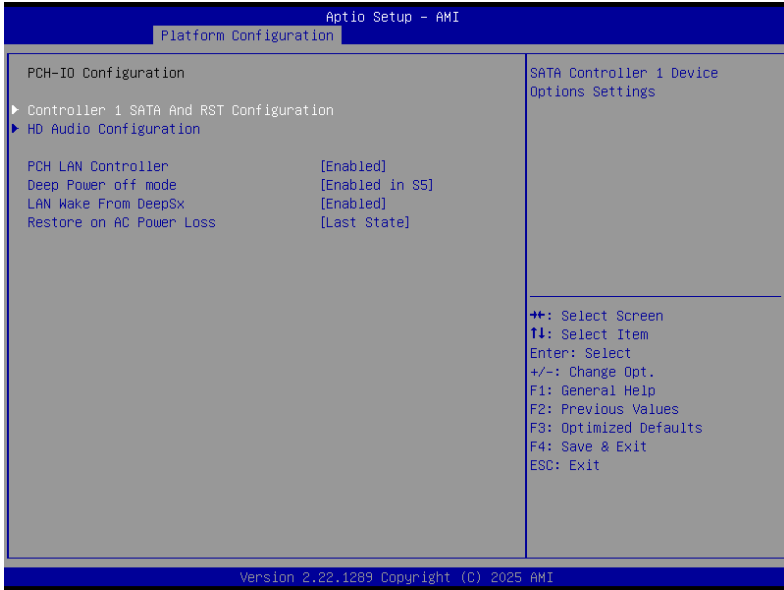 Aptio Setup – AMI
Platform Configuration
PCH-IO Configuration
Controller 1 SATA And RST Configuration
HD Audio Configuration
PCH LAN Controller [Enabled]
Deep Power off mode [Enabled in S5]
LAN Wake From DeepSx [Enabled]
Restore on AC Power Loss [Last State]
SATA Controller 1 Device
Options Settings
→←: Select Screen
↑↓: Select Item
Enter: Select
+/-: Change Opt.
F1: General Help
F2: Previous Values
F3: Optimized Defaults
F4: Save & Exit
ESC: Exit
Version 2.22.1289 Copyright (C) 2025 AMI